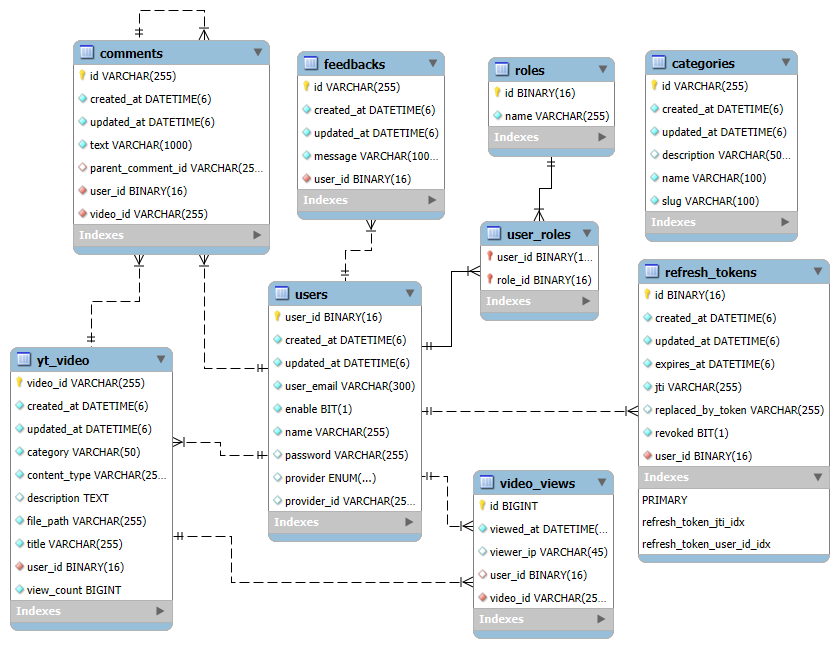 comments
id VARCHAR(255)
created_at DATETIME(6)
updated_at DATETIME(6)
text VARCHAR(1000)
parent_comment_id VARCHAR(25...
user_id BINARY(16)
video_id VARCHAR(255)
Indexes
feedbacks
id VARCHAR(255)
created_at DATETIME(6)
updated_at DATETIME(6)
message VARCHAR(100...
user_id BINARY(16)
Indexes
roles
id BINARY(16)
name VARCHAR(255)
Indexes
categories
id VARCHAR(255)
created_at DATETIME(6)
updated_at DATETIME(6)
description VARCHAR(50...
name VARCHAR(100)
slug VARCHAR(100)
Indexes
user_roles
user_id BINARY(1...
role_id BINARY(16)
Indexes
users
user_id BINARY(16)
created_at DATETIME(6)
updated_at DATETIME(6)
user_email VARCHAR(300)
enable BIT(1)
name VARCHAR(255)
password VARCHAR(255)
provider ENUM(...)
provider_id VARCHAR(25...
Indexes
refresh_tokens
id BINARY(16)
created_at DATETIME(6)
updated_at DATETIME(6)
expires_at DATETIME(6)
jti VARCHAR(255)
replaced_by_token VARCHAR(255)
revoked BIT(1)
user_id BINARY(16)
Indexes
PRIMARY
refresh_token_jti_idx
refresh_token_user_id_idx
yt_video
video_id VARCHAR(255)
created_at DATETIME(6)
updated_at DATETIME(6)
category VARCHAR(50)
content_type VARCHAR(25...
description TEXT
file_path VARCHAR(255)
title VARCHAR(255)
user_id BINARY(16)
view_count BIGINT
Indexes
video_views
id BIGINT
viewed_at DATETIME(...
viewer_ip VARCHAR(45)
user_id BINARY(16)
video_id VARCHAR(25...
Indexes